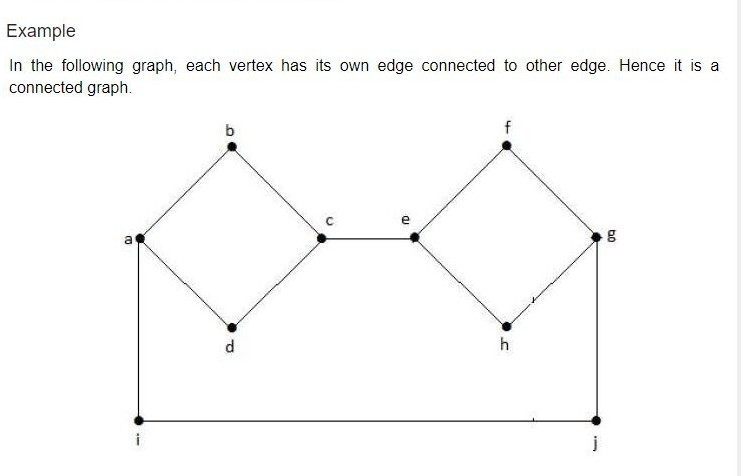 Example
In the following graph, each vertex has its own edge connected to other edge. Hence it is a
connected graph.
b
f
c
e
a
g
d
h
i
j